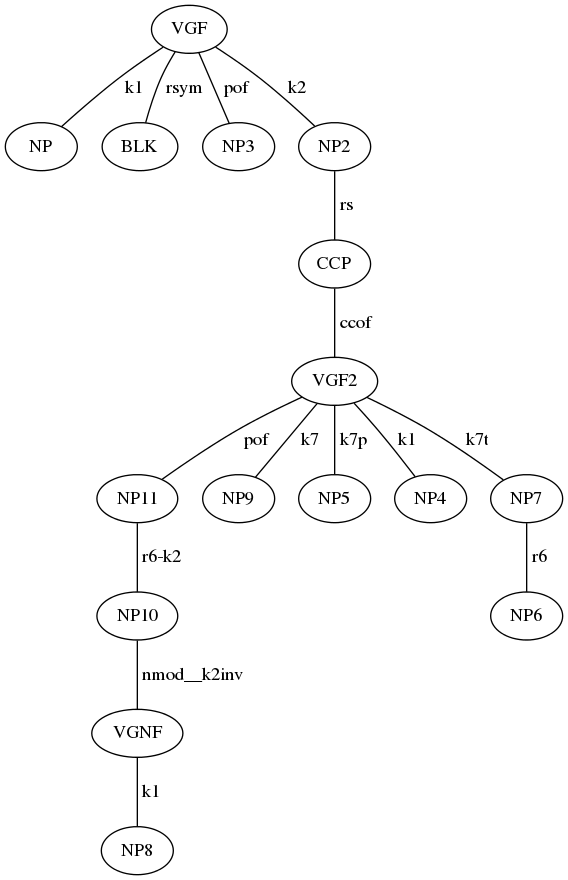 VGF
k1 rsym pof k2
NP BLK NP3 NP2
rs
CCP
ccof
VGF2
pof k7 k7p k1 k7t
NP11 NP9 NP5 NP4 NP7
r6-k2 r6
NP10 NP6
nmod__k2inv
VGNF
k1
NP8